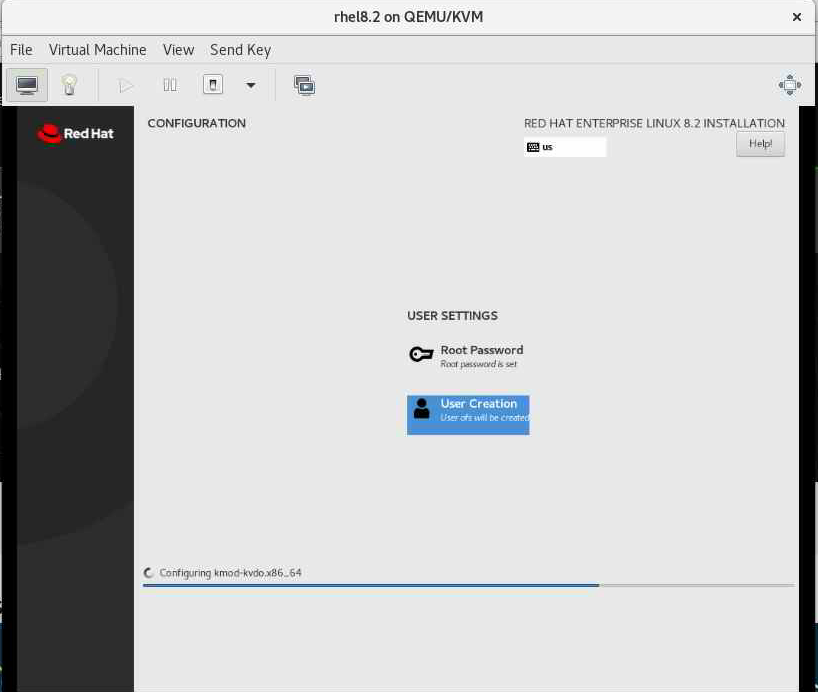 rhel8.2 on QEMU/KVM
File Virtual Machine View Send Key
Red Hat
CONFIGURATION
RED HAT ENTERPRISE LINUX 8.2 INSTALLATION
us
Help!
USER SETTINGS
Root Password
Root password is set
User Creation
User ofs will be created
Configuring kmod-kvdo.x86_64